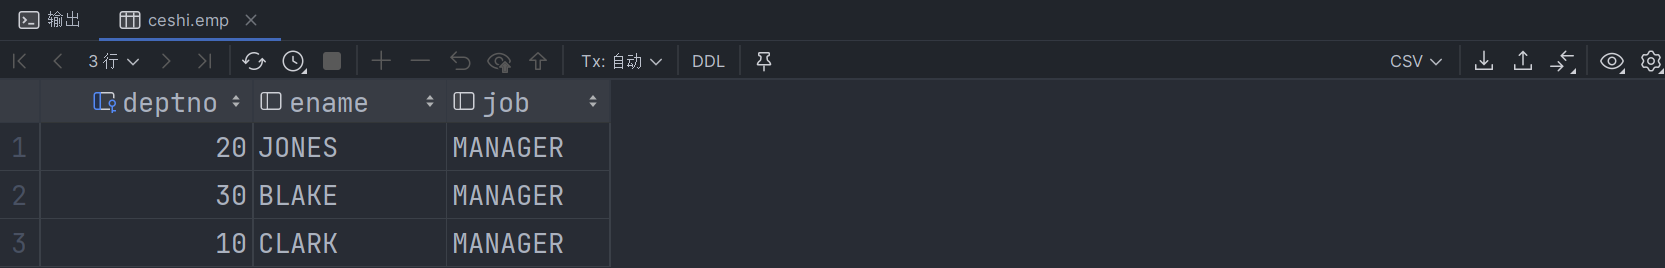 输出 ceshi.emp
3 行 Tx: 自动 DDL CSV
deptno ename job
1 20 JONES MANAGER
2 30 BLAKE MANAGER
3 10 CLARK MANAGER